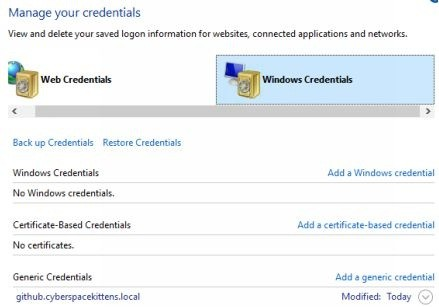 Manage your credentials
View and delete your saved logon information for websites, connected applications and networks.
Web Credentials
Windows Credentials
Back up Credentials Restore Credentials
Windows Credentials Add a Windows credential
No Windows credentials.
Certificate-Based Credentials Add a certificate-based credential
No certificates.
Generic Credentials Add a generic credential
github.cyberspacekittens.local Modified: Today